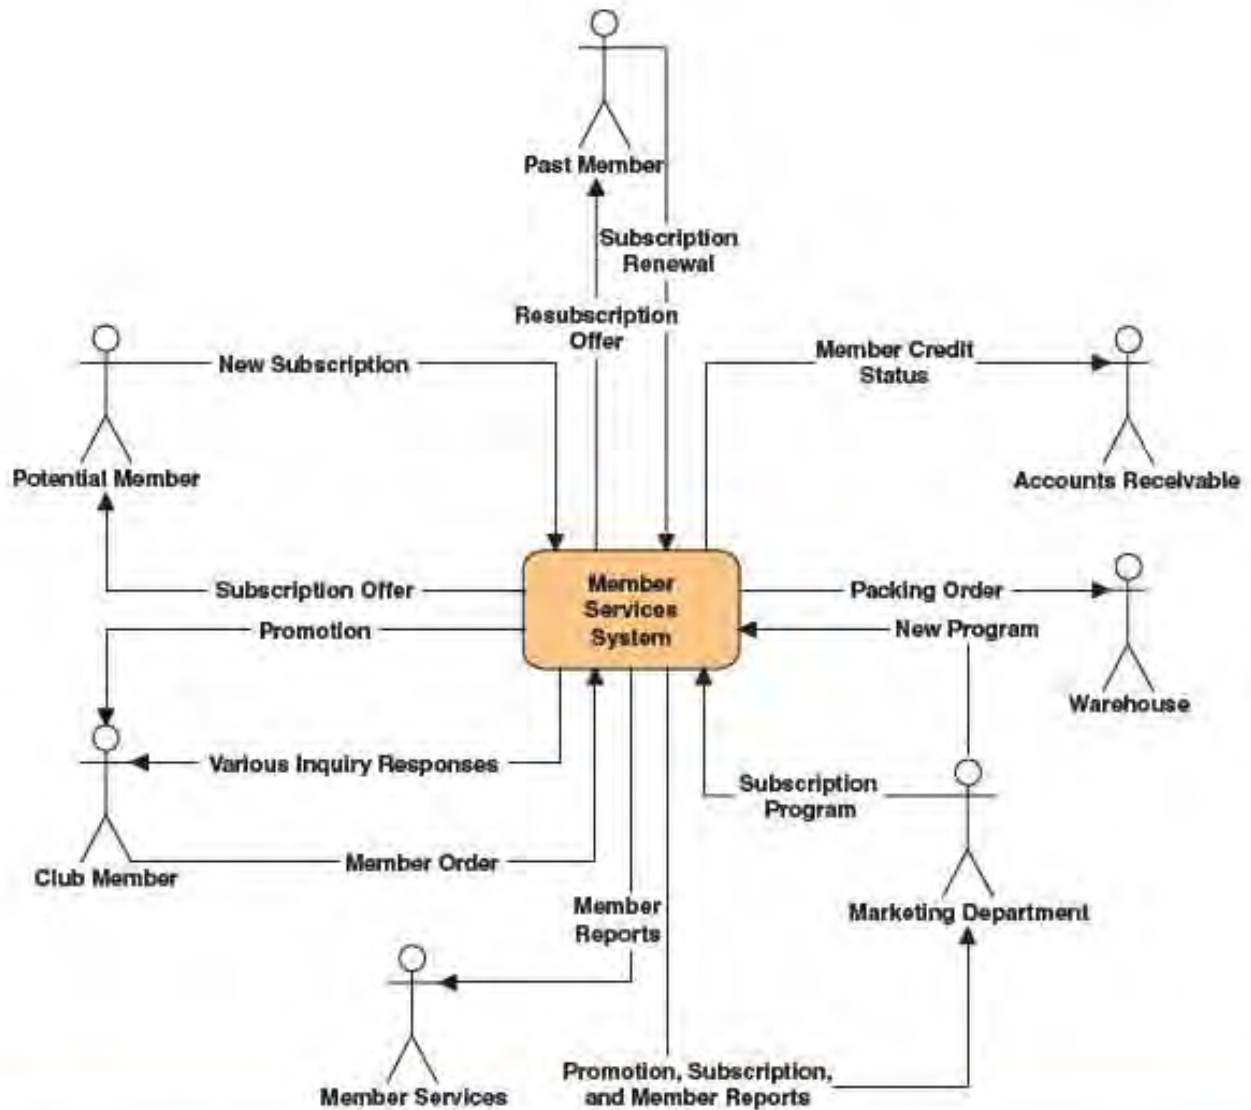 Past Member
Subscription
Renewal
Resubscription
Offer
New Subscription
Member Credit
Status
Potential Member
Accounts Receivable
Subscription Offer
Member
Services
System
Packing Order
Promotion
New Program
Warehouse
Various Inquiry Responses
Subscription
Program
Member Order
Club Member
Member
Reports
Marketing Department
Promotion, Subscription,
and Member Reports
Member Services